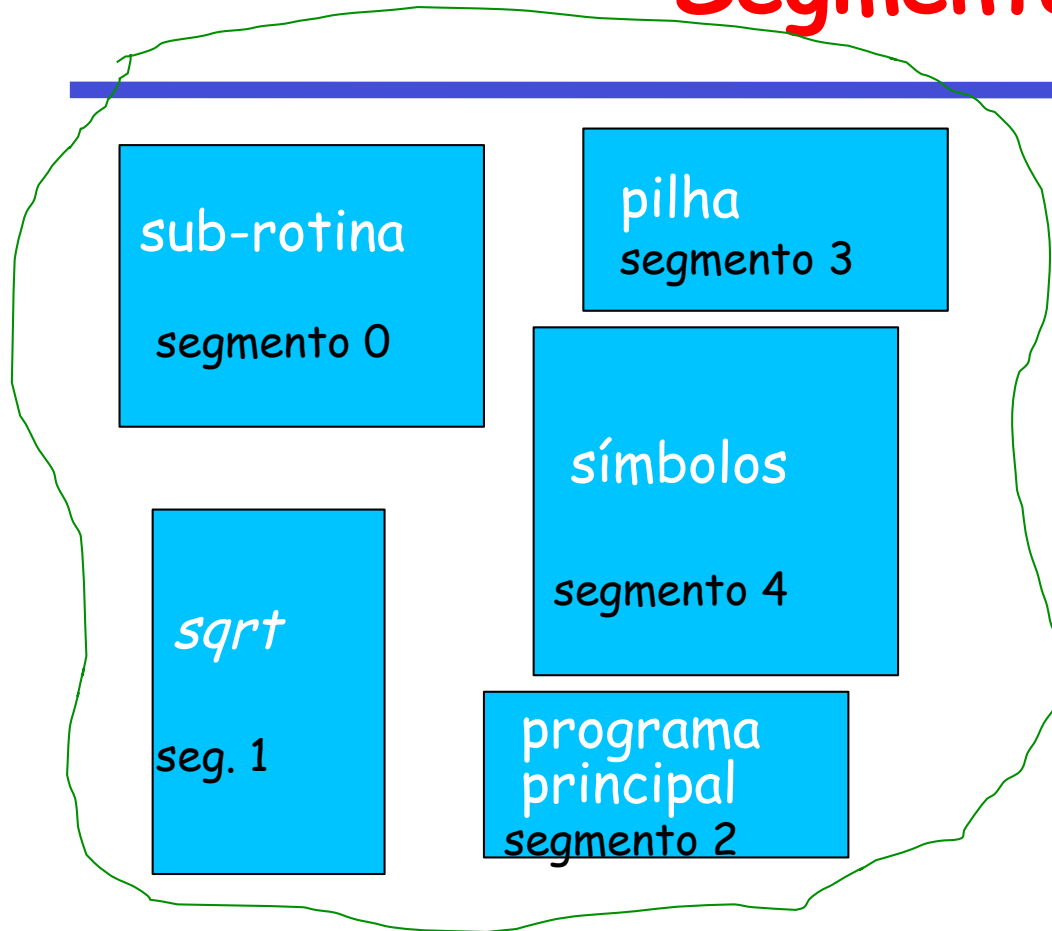 sub-rotina
segmento 0
pilha
segmento 3
símbolos
segmento 4
sqrt
seg. 1
programa
principal
segmento 2